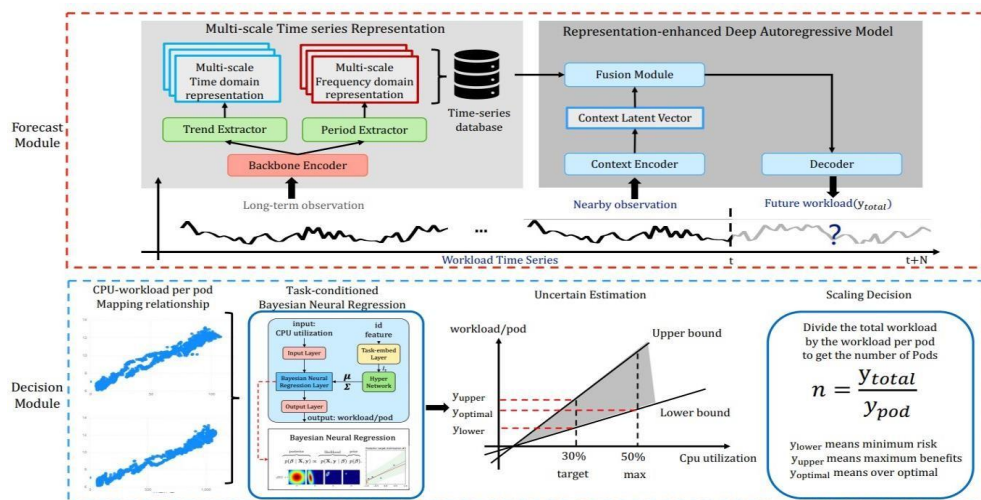 Multi-scale Time series Representation
Representation-enhanced Deep Autoregressive Model
Multi-scale
Time domain
representation
Multi-scale
Frequency domain
representation
Time-series
database
Fusion Module
Context Latent Vector
Trend Extractor
Period Extractor
Backbone Encoder
Context Encoder
Decoder
Forecast
Module
Long-term observation
Nearby observation
Future workload(y_total)
...
?
Workload Time Series
t
t+N
CPU-workload per pod
Mapping relationship
Task-conditioned
Bayesian Neural Regression
Uncertain Estimation
Scaling Decision
Decision
Module
input:
CPU utilization
id
feature
Input Layer
Task-embed
Layer
Bayesian Neural
Regression Layer
μ
Σ
Hyper
Network
Output Layer
output: workload/pod
Bayesian Neural Regression
workload/pod
Upper bound
y_upper
y_optimal
y_lower
Lower bound
Cpu utilization
30%
target
50%
max
Divide the total workload
by the workload per pod
to get the number of Pods
n = y_total / y_pod
y_lower means minimum risk
y_upper means maximum benefits
y_optimal means over optimal